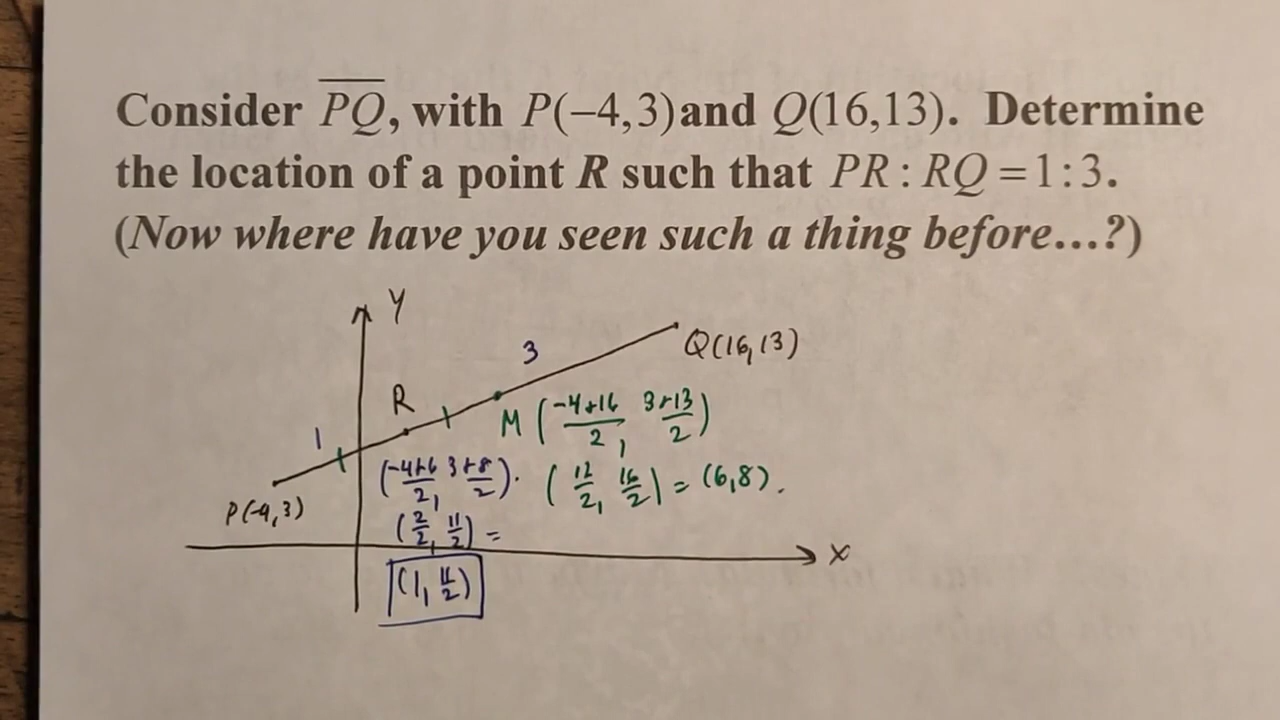 Consider PQ, with P(−4,3)and Q(16,13). Determine
the location of a point R such that PR : RQ = 1 : 3.
(Now where have you seen such a thing before...?)
Y
3
Q(16,13)
R
M (-4+16/2, 3+13/2)
1
(-4+6/2, 3+8/2).
(12/2, 16/2) = (6,8).
P(-4,3)
(2/2, 11/2) =
X
(1, 11/2)